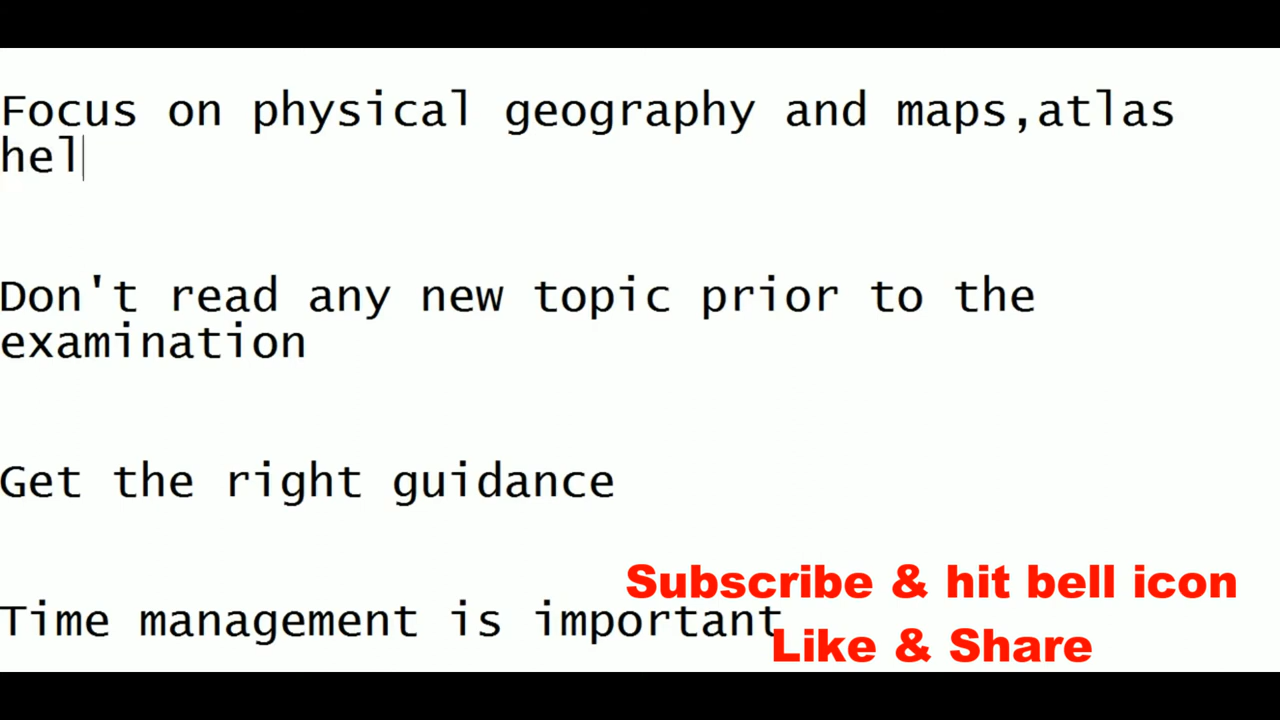 Focus on physical geography and maps,atlas
hel
Don't read any new topic prior to the
examination
Get the right guidance
Subscribe & hit bell icon
Time management is important
Like & Share